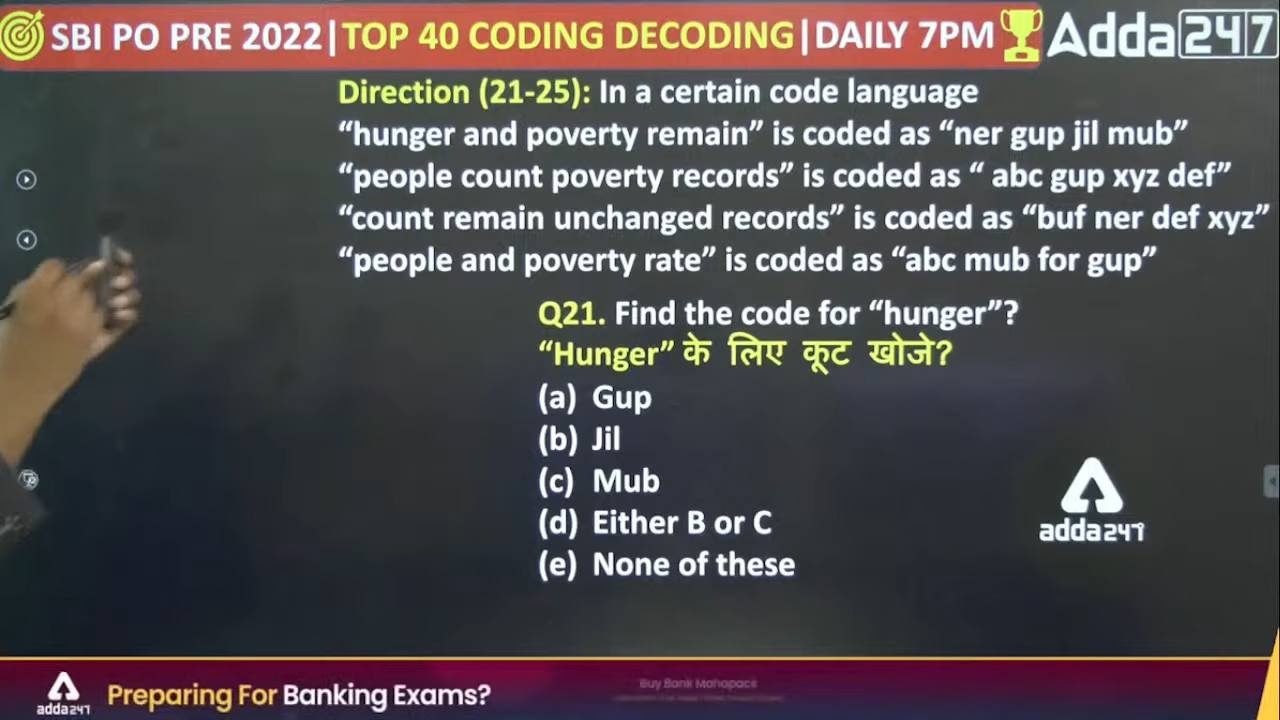 SBI PO PRE 2022|TOP 40 CODING DECODING|DAILY 7PM Adda247
Direction (21-25): In a certain code language
“hunger and poverty remain” is coded as “ner gup jil mub”
“people count poverty records” is coded as “ abc gup xyz def”
“count remain unchanged records” is coded as “buf ner def xyz”
“people and poverty rate” is coded as “abc mub for gup”
Q21. Find the code for “hunger”?
“Hunger” के लिए कूट खोजे?
(a) Gup
(b) Jil
(c) Mub
(d) Either B or C
(e) None of these
adda247
adda247 Preparing For Banking Exams?
Buy Bank Mahapack